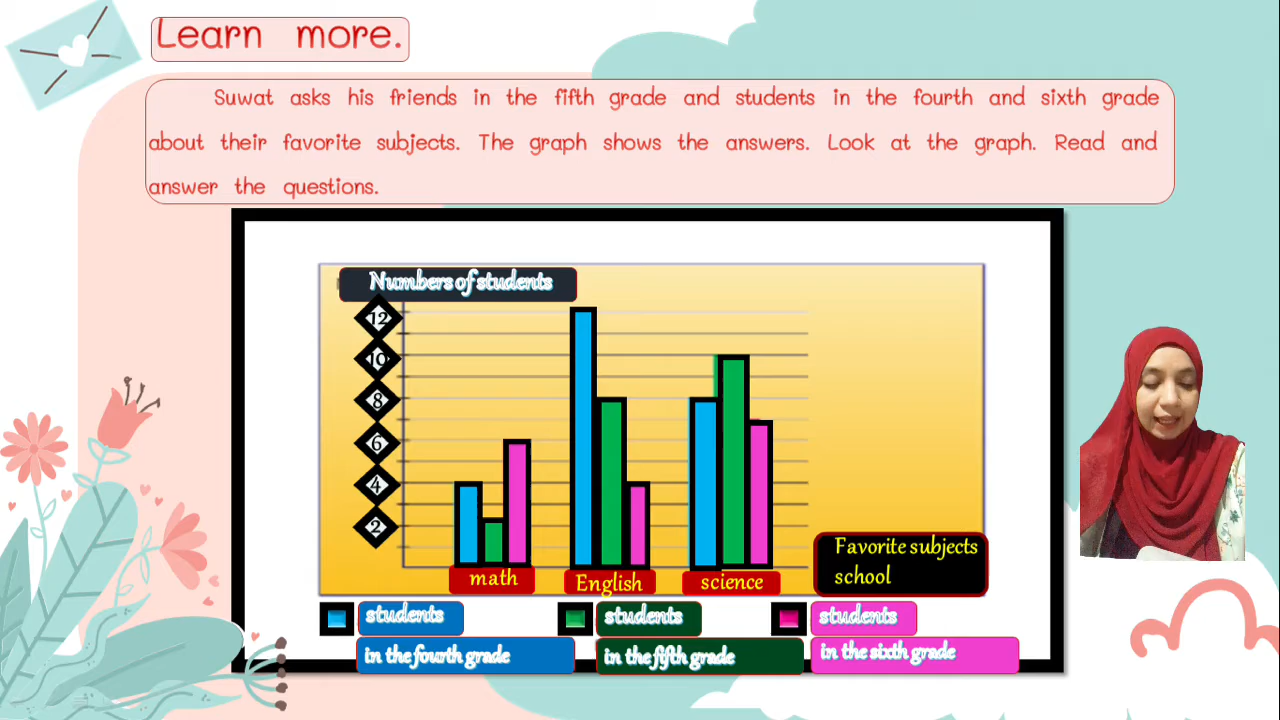 Learn more.
Suwat asks his friends in the fifth grade and students in the fourth and sixth grade
about their favorite subjects. The graph shows the answers. Look at the graph. Read and
answer the questions.
Numbers of students
12
10
8
6
4
2
math
English
science
Favorite subjects
school
students
in the fourth grade
students
in the fifth grade
students
in the sixth grade